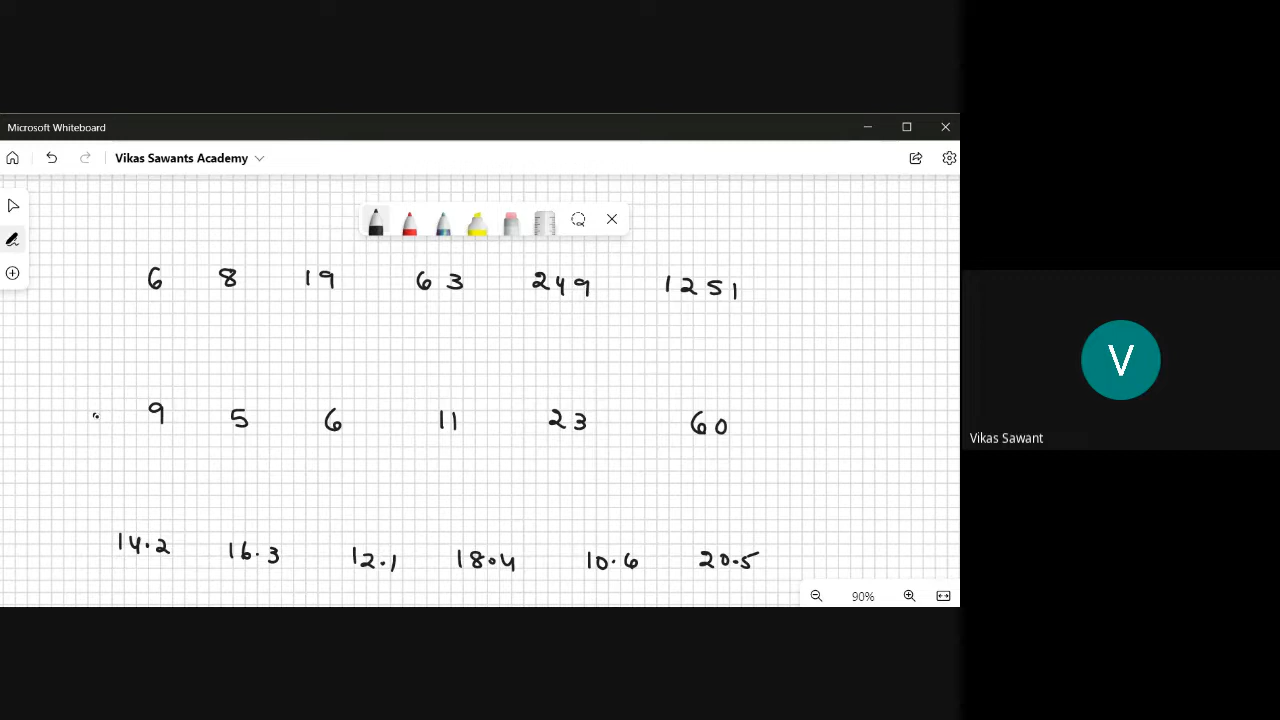 Microsoft Whiteboard
Vikas Sawants Academy
6 8 19 63 249 1251
9 5 6 11 23 60
14.2 16.3 12.1 18.4 10.6 20.5
90%
V
Vikas Sawant